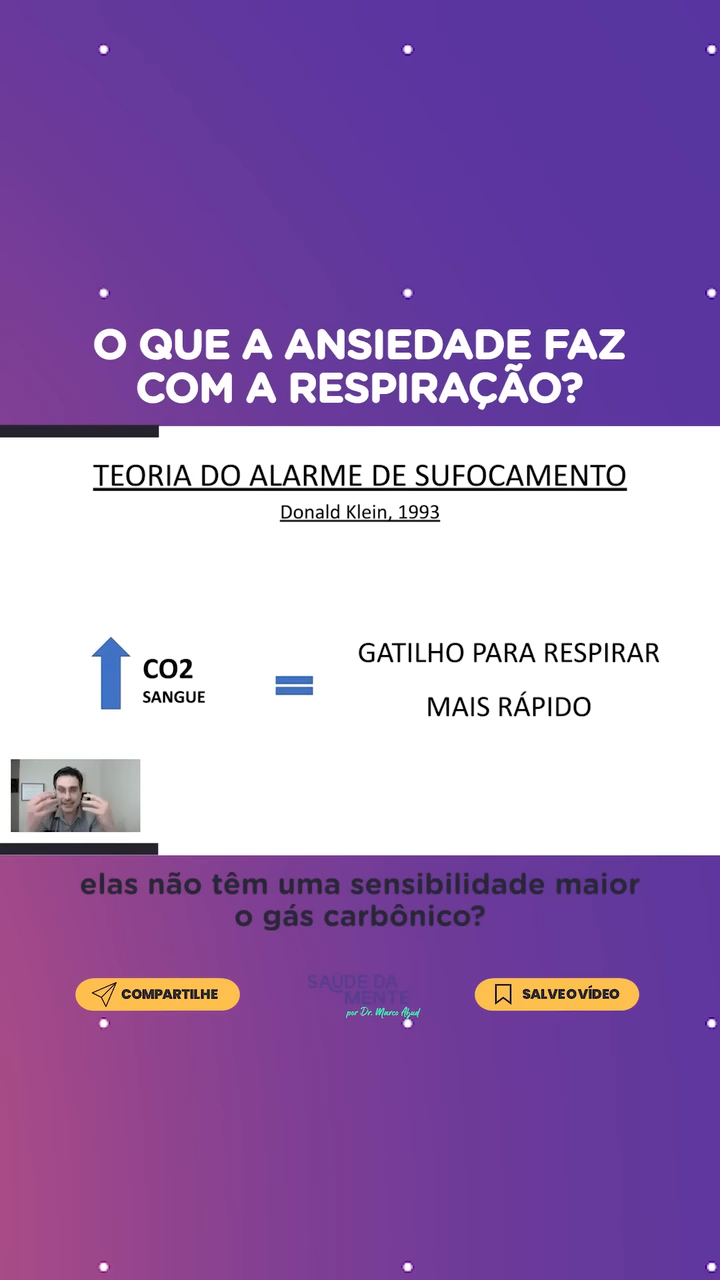 O QUE A ANSIEDADE FAZ
COM A RESPIRAÇÃO?
TEORIA DO ALARME DE SUFOCAMENTO
Donald Klein, 1993
CO2
SANGUE
=
GATILHO PARA RESPIRAR
MAIS RÁPIDO
elas não têm uma sensibilidade maior
o gás carbônico?
COMPARTILHE
SAÚDE DA
MENTE
por Dr. Marco Abud
SALVE O VÍDEO